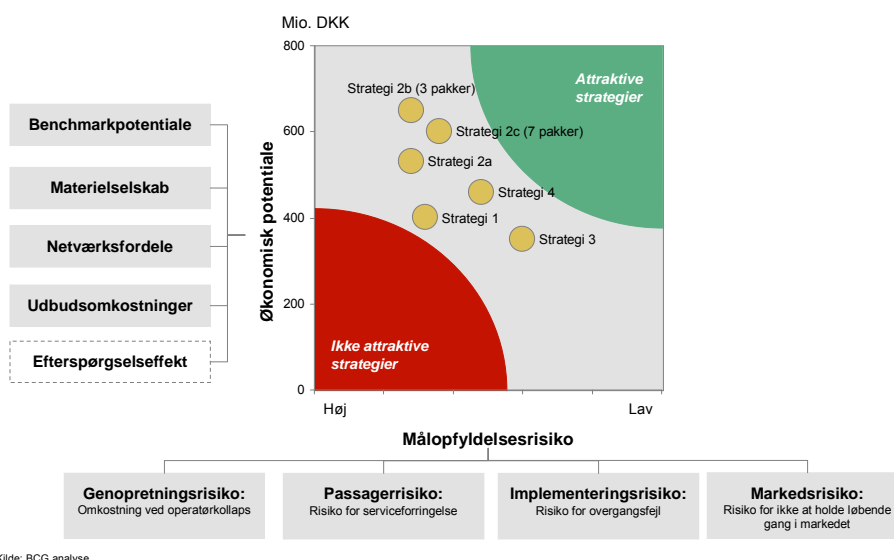 Mio. DKK
800
600
400
200
0
Økonomisk potentiale
Benchmarkpotentiale
Materielselskab
Netværksfordele
Udbudsomkostninger
Efterspørgselseffekt
Attraktive
strategier
Strategi 2b (3 pakker)
Strategi 2c (7 pakker)
Strategi 2a
Strategi 4
Strategi 1
Strategi 3
Ikke attraktive
strategier
Høj
Lav
Målopfyldelsesrisiko
Genopretningsrisiko:
Omkostning ved operatørkollaps
Passagerrisiko:
Risiko for serviceforringelse
Implementeringsrisiko:
Risiko for overgangsfejl
Markedsrisiko:
Risiko for ikke at holde løbende
gang i markedet
Kilde: BCG analyse